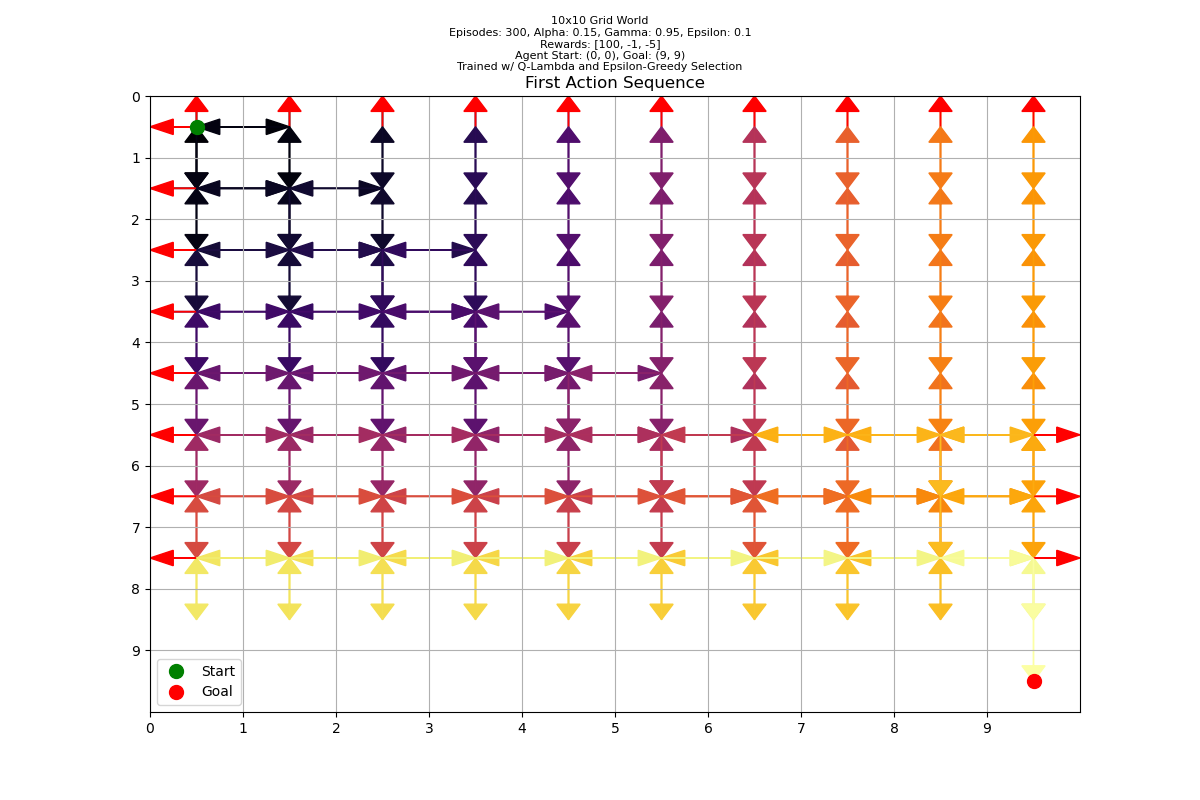 10x10 Grid World
Episodes: 300, Alpha: 0.15, Gamma: 0.95, Epsilon: 0.1
Rewards: [100, -1, -5]
Agent Start: (0, 0), Goal: (9, 9)
Trained w/ Q-Lambda and Epsilon-Greedy Selection
First Action Sequence
0
1
2
3
4
5
6
7
8
9
Start
Goal
0 1 2 3 4 5 6 7 8 9